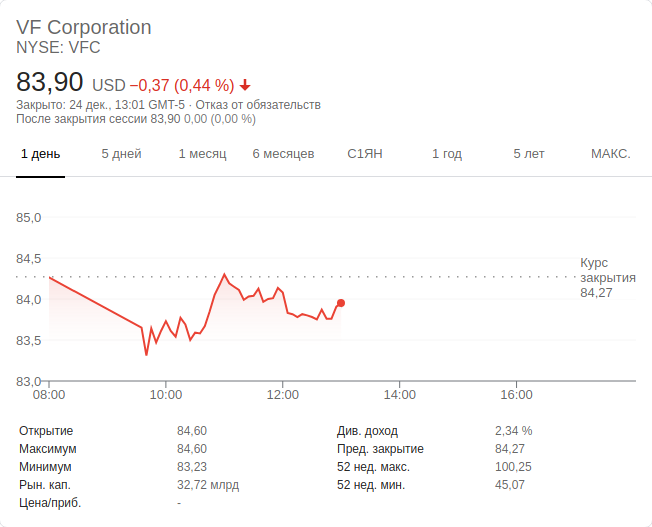 VF Corporation
NYSE: VFC
83,90 USD −0,37 (0,44 %)
Закрыто: 24 дек., 13:01 GMT-5 · Отказ от обязательств
После закрытия сессии 83,90 0,00 (0,00 %)
1 день 5 дней 1 месяц 6 месяцев С1ЯН 1 год 5 лет МАКС.
85,0
84,5
Курс
закрытия
84,27
84,0
83,5
83,0
08:00 10:00 12:00 14:00 16:00
Открытие 84,60 Див. доход 2,34 %
Максимум 84,60 Пред. закрытие 84,27
Минимум 83,23 52 нед. макс. 100,25
Рын. кап. 32,72 млрд 52 нед. мин. 45,07
Цена/приб. -